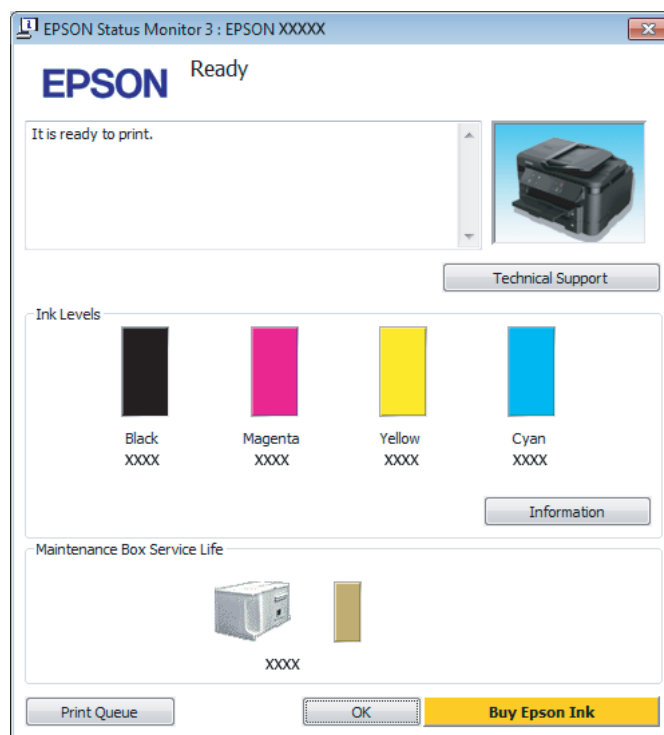 EPSON Status Monitor 3 : EPSON XXXXX
EPSON
Ready
It is ready to print.
Technical Support
Ink Levels
Black Magenta Yellow Cyan
XXXX XXXX XXXX XXXX
Information
Maintenance Box Service Life
XXXX
Print Queue OK Buy Epson Ink